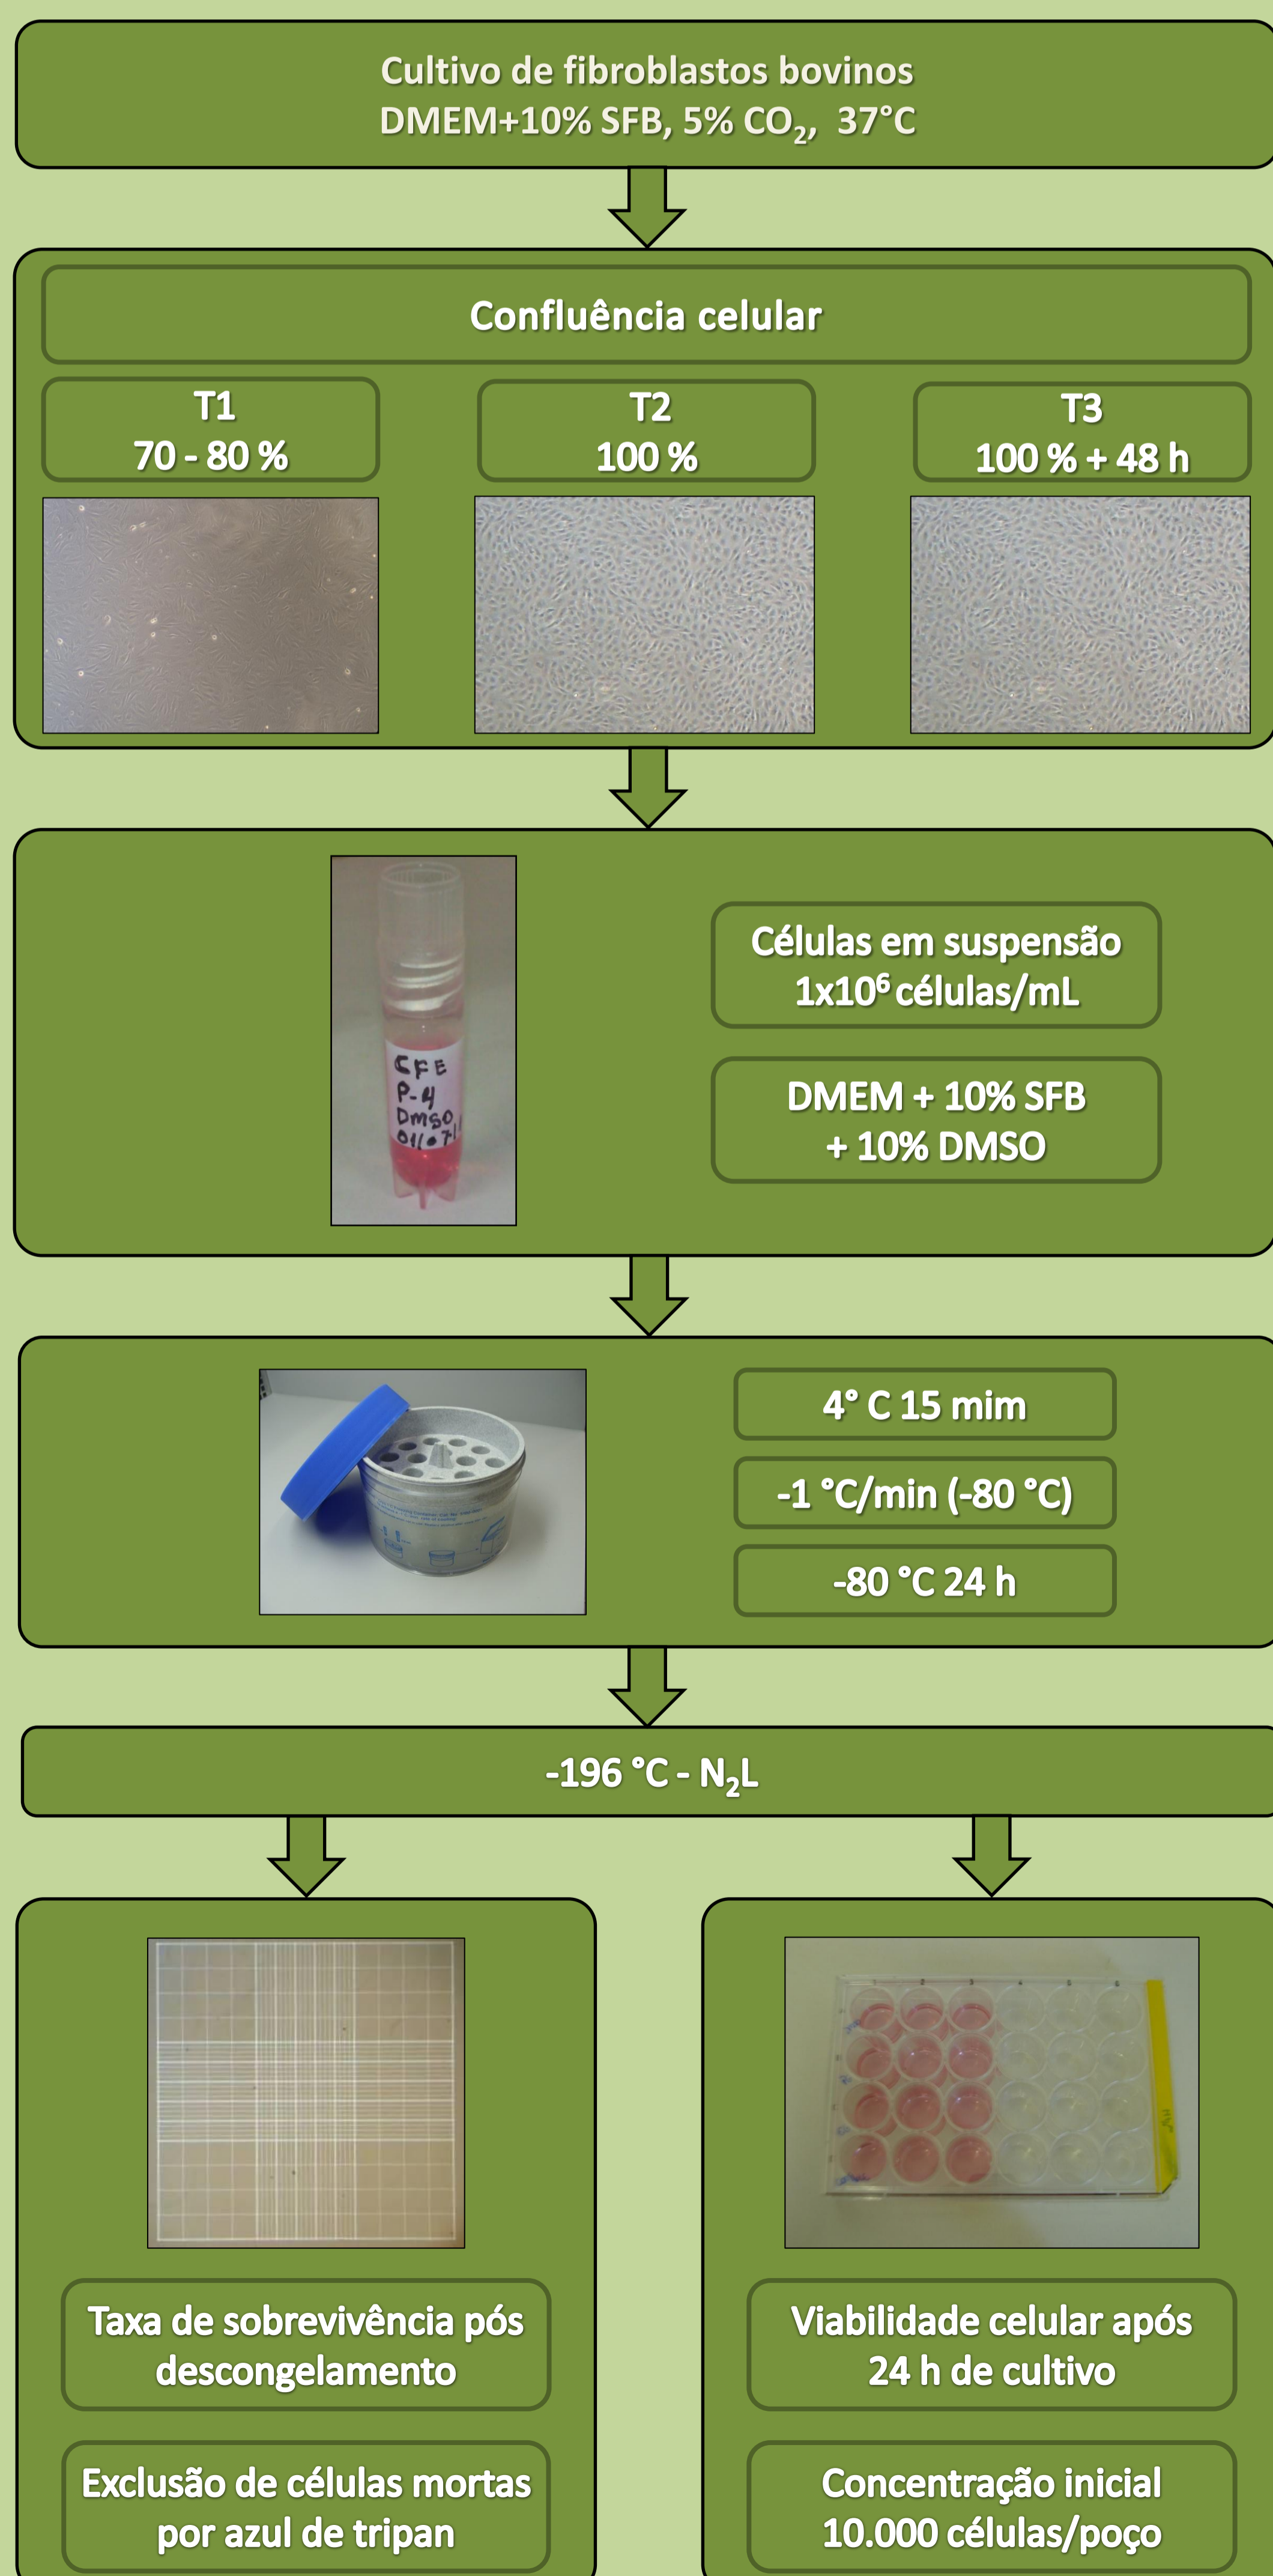 Cultivo de fibroblastos bovinos
DMEM+10% SFB, 5% CO₂, 37°C
Confluência celular
T1
70 - 80 %
T2
100 %
T3
100 % + 48 h
CFE
P-4
DMSO
Células em suspensão
1x10⁶ células/mL
DMEM + 10% SFB
+ 10% DMSO
4° C 15 mim
-1 °C/min (-80 °C)
-80 °C 24 h
-196 °C - N₂L
Taxa de sobrevivência pós
descongelamento
Exclusão de células mortas
por azul de tripan
Viabilidade celular após
24 h de cultivo
Concentração inicial
10.000 células/poço